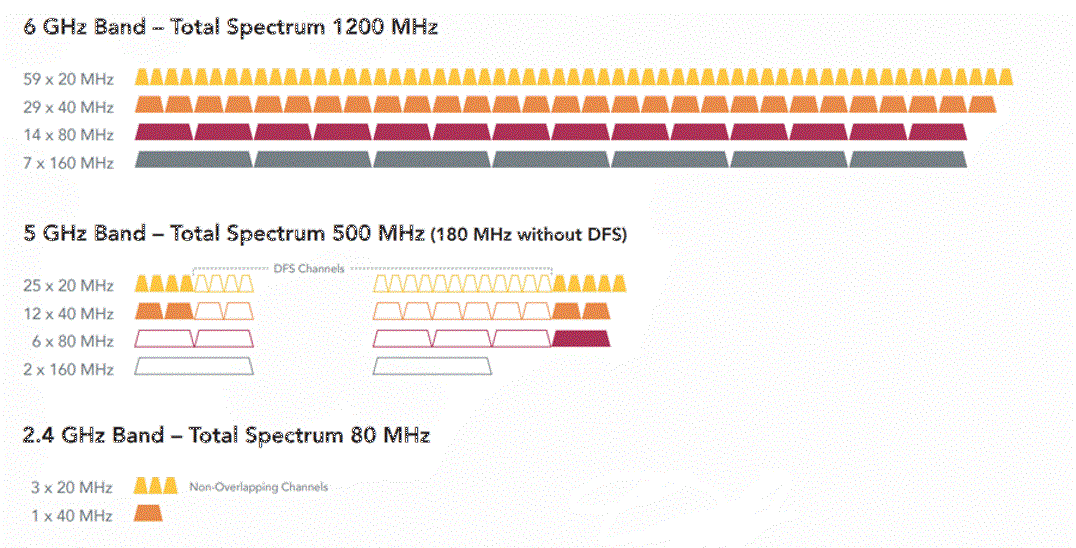 6 GHz Band – Total Spectrum 1200 MHz
59 x 20 MHz
29 x 40 MHz
14 x 80 MHz
7 x 160 MHz
5 GHz Band – Total Spectrum 500 MHz (180 MHz without DFS)
DFS Channels
25 x 20 MHz
12 x 40 MHz
6 x 80 MHz
2 x 160 MHz
2.4 GHz Band – Total Spectrum 80 MHz
3 x 20 MHz Non-Overlapping Channels
1 x 40 MHz